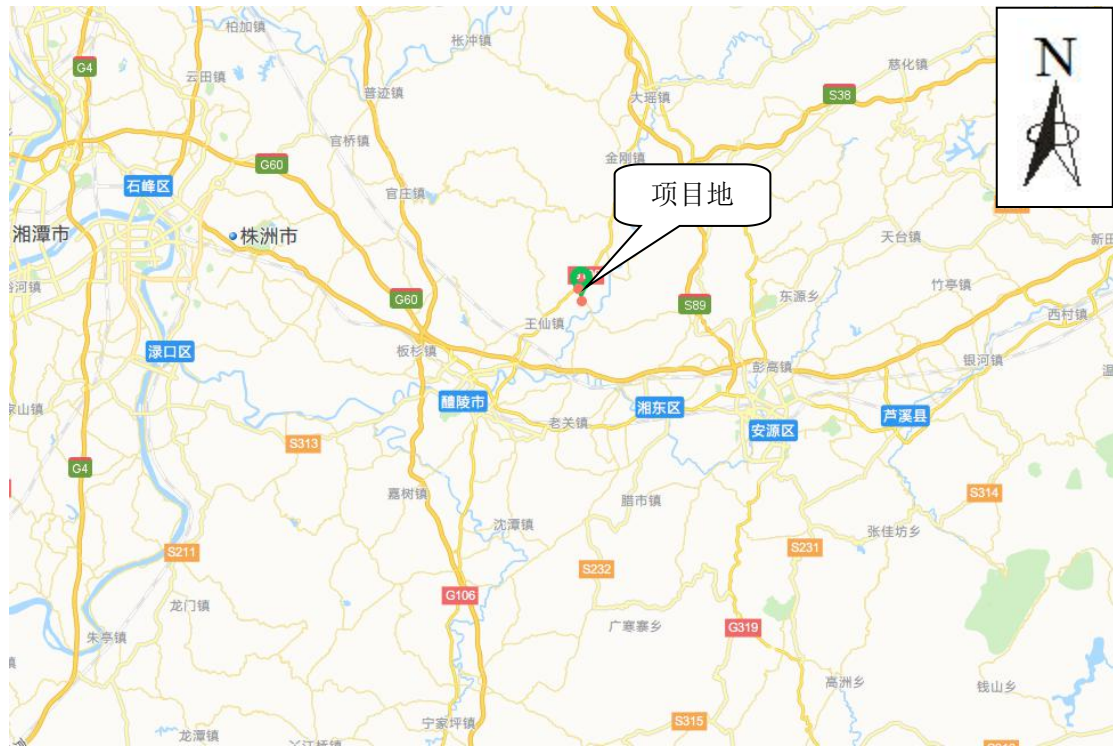 柏加镇
枨冲镇
慈化镇
G4
云田镇
普迹镇
大瑶镇
S38
N
官桥镇
金刚镇
G60
石峰区
官庄镇
项目地
湘潭市
株洲市
天台镇
新田
G60
东源乡
竹亭镇
S89
西村镇
王仙镇
渌口区
板杉镇
彭高镇
银河镇
温
醴陵市
湘东区
芦溪县
安源区
老关镇
S313
G4
嘉树镇
腊市镇
S314
沈潭镇
张佳坊乡
S211
S231
S232
G106
龙门镇
广寒寨乡
G319
朱亭镇
高洲乡
钱山乡
宁家坪镇
S315
龙潭镇